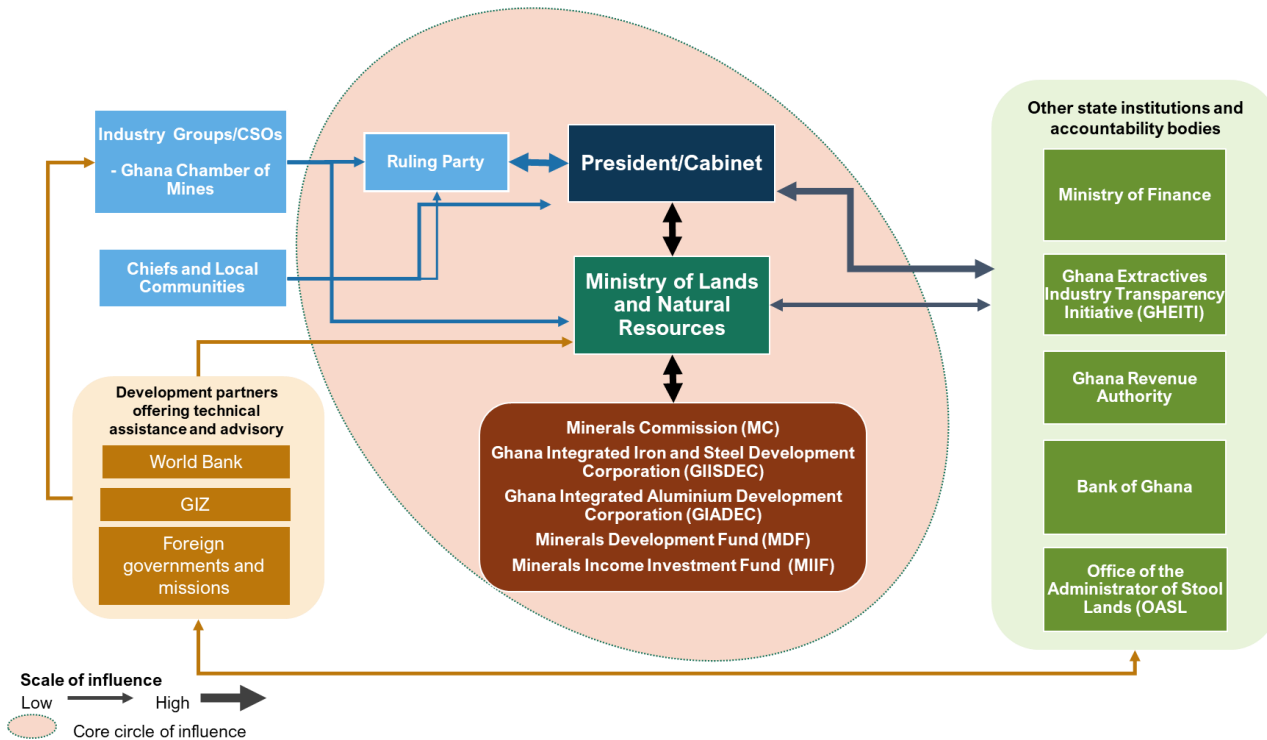 Industry Groups/CSOs
- Ghana Chamber of
Mines
Chiefs and Local
Communities
Ruling Party
President/Cabinet
Ministry of Lands
and Natural
Resources
Minerals Commission (MC)
Ghana Integrated Iron and Steel Development
Corporation (GIISDEC)
Ghana Integrated Aluminium Development
Corporation (GIADEC)
Minerals Development Fund (MDF)
Minerals Income Investment Fund (MIIF)
Development partners
offering technical
assistance and advisory
World Bank
GIZ
Foreign
governments and
missions
Other state institutions and
accountability bodies
Ministry of Finance
Ghana Extractives
Industry Transparency
Initiative (GHEITI)
Ghana Revenue
Authority
Bank of Ghana
Office of the
Administrator of Stool
Lands (OASL
Scale of influence
Low
High
Core circle of influence